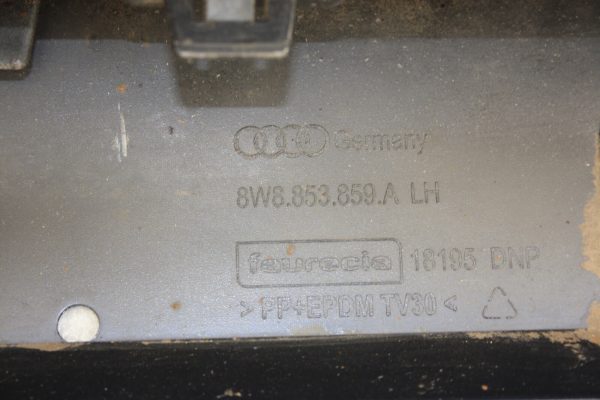 Germany
8W8.853.859.A LH
faurecia 18195 DNP
>PP+EPDM TV30<